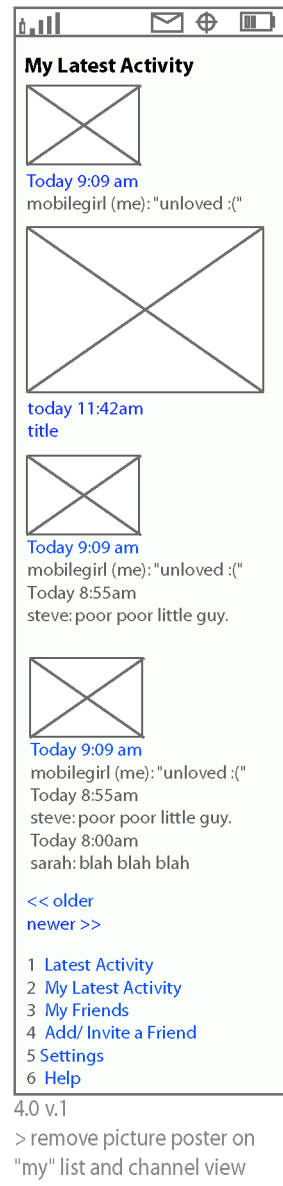 My Latest Activity
Today 9:09 am
mobilegirl (me): "unloved :("
today 11:42am
title
Today 9:09 am
mobilegirl (me): "unloved :("
Today 8:55am
steve: poor poor little guy.
Today 9:09 am
mobilegirl (me): "unloved :("
Today 8:55am
steve: poor poor little guy.
Today 8:00am
sarah: blah blah blah
<< older
newer >>
1 Latest Activity
2 My Latest Activity
3 My Friends
4 Add/ Invite a Friend
5 Settings
6 Help
4.0 v.1
> remove picture poster on
"my" list and channel view